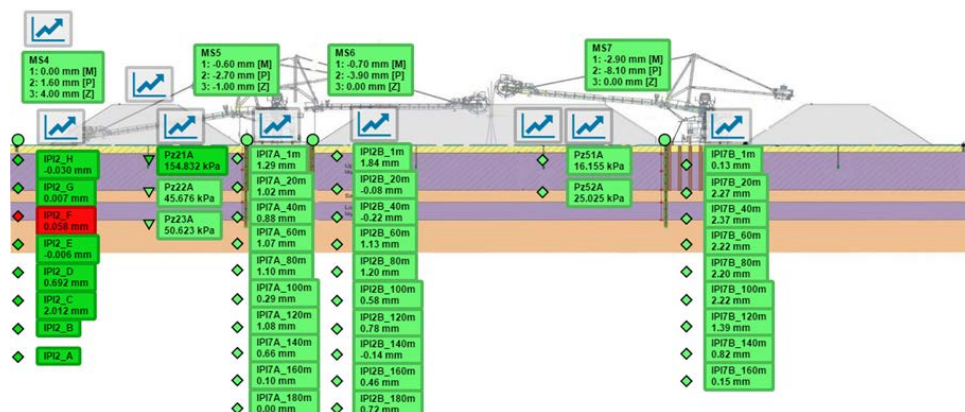 MS4
1: 0.00 mm [M]
2: 1.60 mm [P]
3: 4.00 mm [Z]
MS5
1: -0.60 mm [M]
2: -2.70 mm [P]
3: -1.00 mm [Z]
MS6
1: -0.70 mm [M]
2: -3.90 mm [P]
3: 0.00 mm [Z]
MS7
1: -2.90 mm [M]
2: -8.10 mm [P]
3: 0.00 mm [Z]
IPI2_H
-0.030 mm
IPI2_G
0.007 mm
IPI2_F
0.058 mm
IPI2_E
-0.006 mm
IPI2_D
0.692 mm
IPI2_C
2.012 mm
IPI2_B
IPI2_A
Pz21A
154.832 kPa
Pz22A
45.676 kPa
Pz23A
50.623 kPa
IPI7A_1m
1.29 mm
IPI7A_20m
1.02 mm
IPI7A_40m
0.88 mm
IPI7A_60m
1.07 mm
IPI7A_80m
1.10 mm
IPI7A_100m
0.29 mm
IPI7A_120m
1.08 mm
IPI7A_140m
0.66 mm
IPI7A_160m
0.10 mm
IPI7A_180m
0.00 mm
IPI2B_1m
1.84 mm
IPI2B_20m
-0.08 mm
IPI2B_40m
-0.22 mm
IPI2B_60m
1.13 mm
IPI2B_80m
1.20 mm
IPI2B_100m
0.58 mm
IPI2B_120m
0.78 mm
IPI2B_140m
-0.14 mm
IPI2B_160m
0.46 mm
IPI2B_180m
0.72 mm
Pz51A
16.155 kPa
Pz52A
25.025 kPa
IPI7B_1m
0.13 mm
IPI7B_20m
2.27 mm
IPI7B_40m
2.37 mm
IPI7B_60m
2.22 mm
IPI7B_80m
2.20 mm
IPI7B_100m
2.22 mm
IPI7B_120m
1.39 mm
IPI7B_140m
0.82 mm
IPI7B_160m
0.15 mm